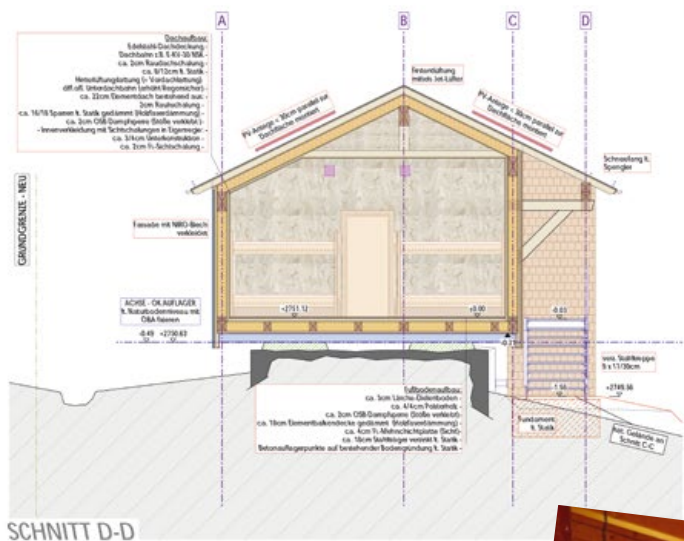 A
B
C
D
Dachaufbau:
Edelstahl-Dachdeckung -
Dachbahn z.B. E-KV-30 NSK -
ca. 2cm Raudachschalung -
ca. 8/12cm lt. Statik -
Hinterlüftungslattung (= Vordachlattung)
diff.off. Unterdachbahn (erhöht Regensicher)
ca. 22cm Elementdach bestehend aus: -
2cm Rauhschalung -
ca. 16/18 Sparren lt. Statik gedämmt (Holzfaserdämmung) -
ca. 2cm OSB-Dampfsperre (Stöße verklebt) -
- Innenverkleidung mit Sichtschalungen in Eigenregie: -
ca. 3/4cm Unterkonstruktion -
ca. 2cm Fi-Sichtschalung -
Firstentlüftung
mittels Jet-Lüfter
PV-Anlage < 30cm parallel zur
Dachfläche montiert
PV-Anlage < 30cm parallel zur
Dachfläche montiert
Schneefang lt.
Spengler
GRUNDGRENZE - NEU
Fassade mit NIRO-Blech
verkleidet
ACHSE - OK.AUFLAGER
lt. Naturbodenniveau mit
ÖBA fixieren
-0.49 +2750.63
+2751.12
±0.00
-0.03
verz. Stahltreppe
9 x 17/30cm
+2749.56
Fundament
lt. Statik
nat. Gelände an
Schnitt C-C
Fußbodenaufbau:
ca. 3cm Lärche-Dielenboden -
ca. 4/4cm Polsterholz -
ca. 2cm OSB-Dampfsperre (Stöße verklebt) -
ca. 18cm Elementbalkendecke gedämmt (Holzfaserdämmung) -
ca. 4cm Fi-Mehrschichtplatte (Sicht) -
ca. 18cm Stahlträger verzinkt lt. Statik -
Betonauflagerpunkte auf bestehender Bodengründung lt. Statik -
SCHNITT D-D